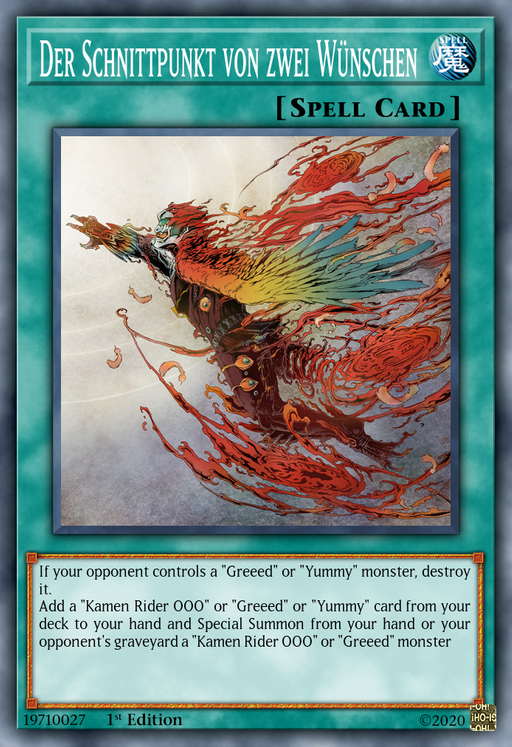 DER SCHNITTPUNKT VON ZWEI WÜNSCHEN
SPELL
魔
[SPELL CARD]
If your opponent controls a "Greeed" or "Yummy" monster, destroy
it.
Add a "Kamen Rider OOO" or "Greeed" or "Yummy" card from your
deck to your hand and Special Summon from your hand or your
opponent's graveyard a "Kamen Rider OOO" or "Greeed" monster
19710027 1st Edition ©2020